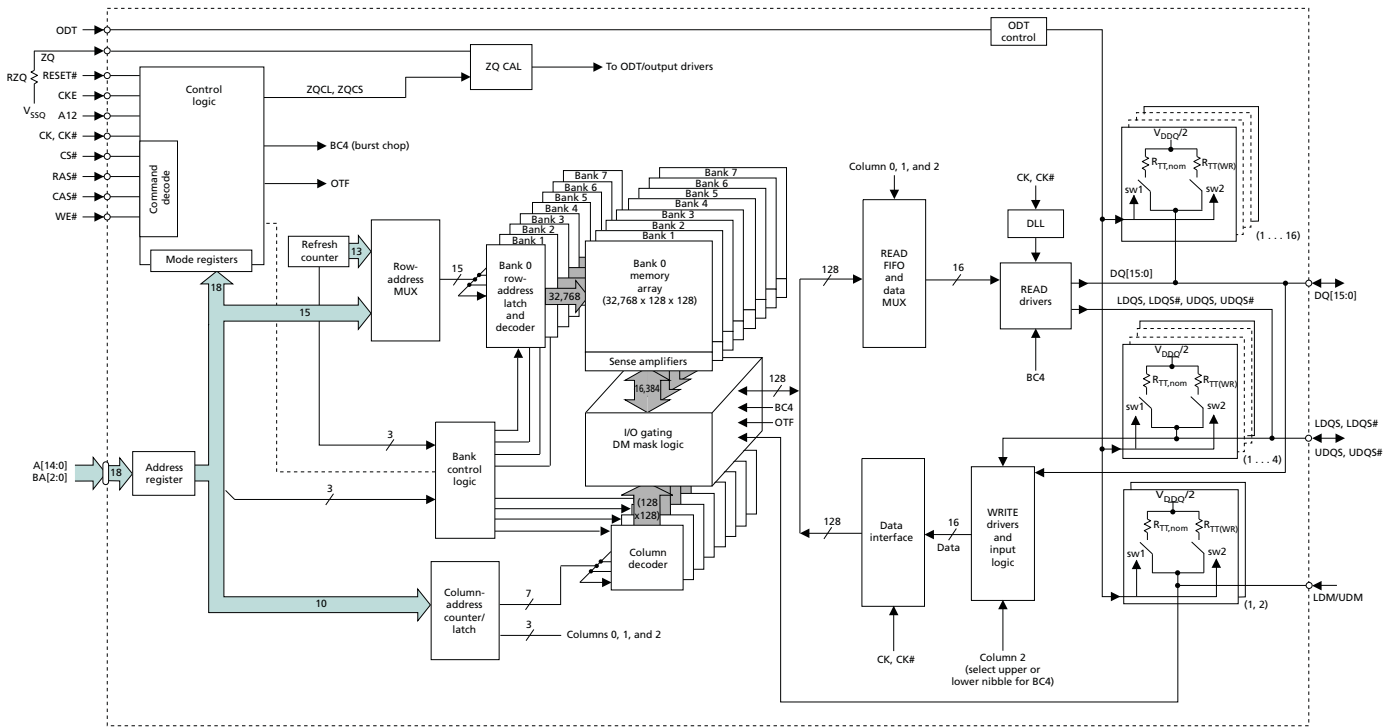 ODT
ODT
control
ZQ
RZQ
ZQ CAL
To ODT/output drivers
RESET#
CKE
V_SSQ
A12
CK, CK#
CS#
RAS#
CAS#
WE#
Control
logic
ZQCL, ZQCS
BC4 (burst chop)
OTF
Command
decode
Mode registers
18
15
Refresh
counter
13
Row-
address
MUX
15
Bank 7
Bank 6
Bank 5
Bank 4
Bank 3
Bank 2
Bank 1
Bank 0
row-
address
latch
and
decoder
32,768
Bank 7
Bank 6
Bank 5
Bank 4
Bank 3
Bank 2
Bank 1
Bank 0
memory
array
(32,768 x 128 x 128)
Sense amplifiers
16,384
I/O gating
DM mask logic
128
BC4
OTF
(128
x128)
Column
decoder
3
3
Bank
control
logic
A[14:0]
BA[2:0]
18
Address
register
10
Column-
address
counter/
latch
7
3
Columns 0, 1, and 2
Column 0, 1, and 2
128
READ
FIFO
and
data
MUX
16
CK, CK#
DLL
READ
drivers
BC4
DQ[15:0]
LDQS, LDQS#, UDQS, UDQS#
128
Data
interface
CK, CK#
16
Data
WRITE
drivers
and
input
logic
Column 2
(select upper or
lower nibble for BC4)
V_DDQ/2
R_TT,nom
R_TT(WR)
sw1
sw2
(1 . . . 16)
DQ[15:0]
V_DDQ/2
R_TT,nom
R_TT(WR)
sw1
sw2
(1 . . . 4)
LDQS, LDQS#
UDQS, UDQS#
V_DDQ/2
R_TT,nom
R_TT(WR)
sw1
sw2
(1, 2)
LDM/UDM